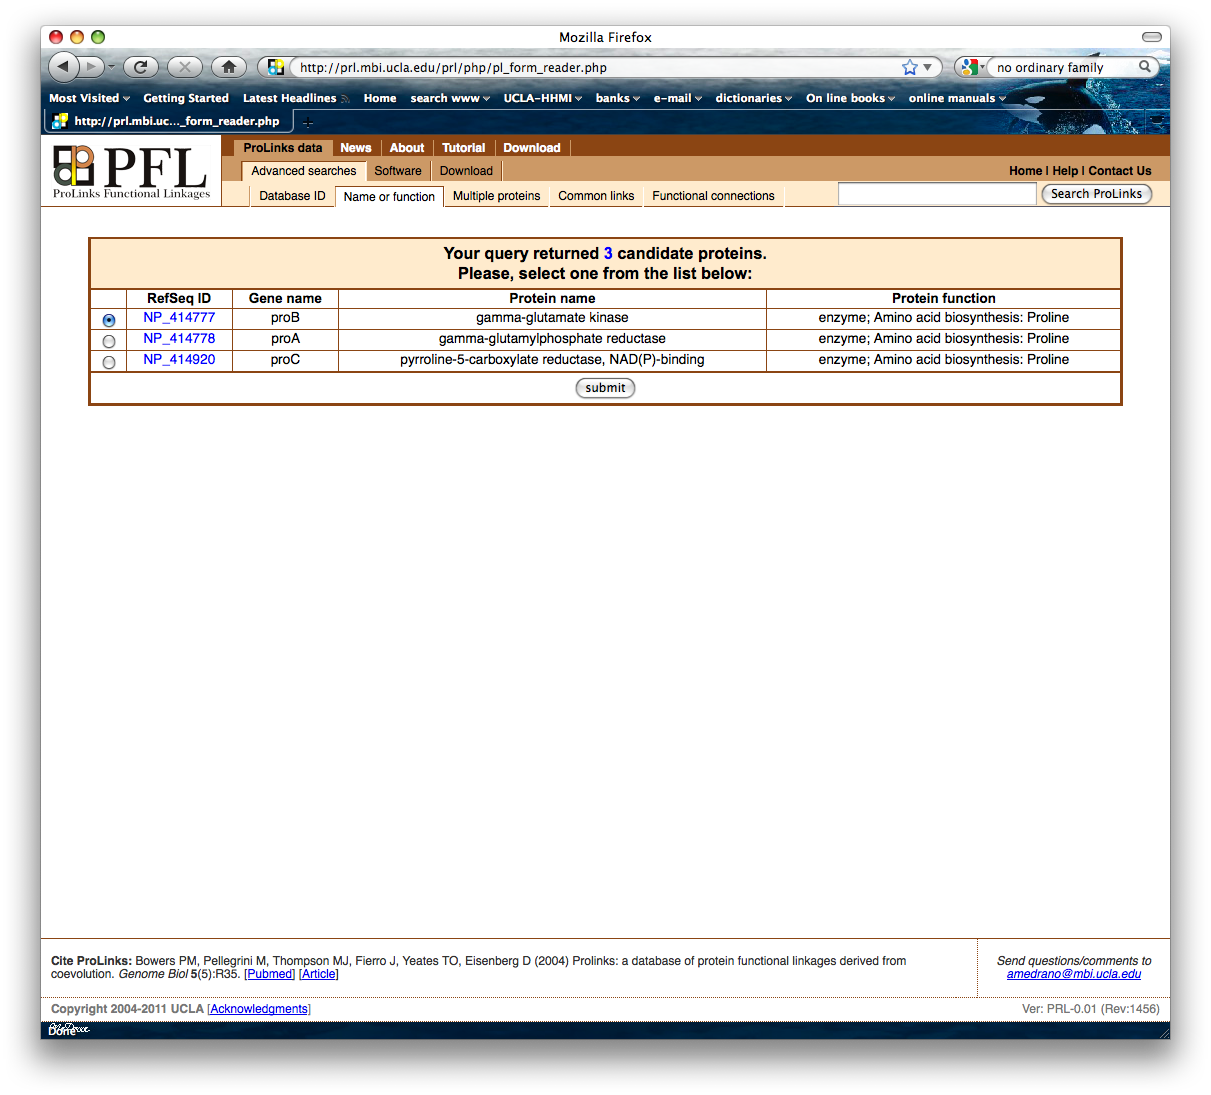 Mozilla Firefox
http://prl.mbi.ucla.edu/prl/php/pl_form_reader.php
no ordinary family
Most Visited Getting Started Latest Headlines Home search www UCLA-HHMI banks e-mail dictionaries On line books online manuals
http://prl.mbi.uc..._form_reader.php
PFL
ProLinks Functional Linkages
ProLinks data News About Tutorial Download
Advanced searches Software Download Home | Help | Contact Us
Database ID Name or function Multiple proteins Common links Functional connections Search ProLinks
Your query returned 3 candidate proteins.
Please, select one from the list below:
RefSeq ID Gene name Protein name Protein function
NP_414777 proB gamma-glutamate kinase enzyme; Amino acid biosynthesis: Proline
NP_414778 proA gamma-glutamylphosphate reductase enzyme; Amino acid biosynthesis: Proline
NP_414920 proC pyrroline-5-carboxylate reductase, NAD(P)-binding enzyme; Amino acid biosynthesis: Proline
submit
Cite ProLinks: Bowers PM, Pellegrini M, Thompson MJ, Fierro J, Yeates TO, Eisenberg D (2004) Prolinks: a database of protein functional linkages derived from
coevolution. Genome Biol 5(5):R35. [Pubmed] [Article]
Send questions/comments to
amedrano@mbi.ucla.edu
Copyright 2004-2011 UCLA [Acknowledgments] Ver: PRL-0.01 (Rev:1456)
Done